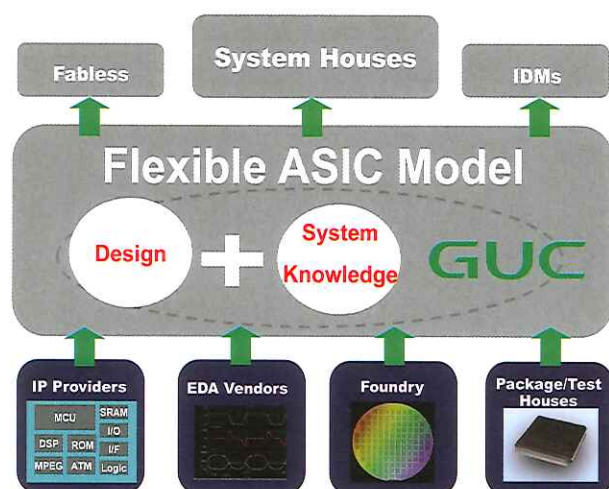 Fabless
System Houses
IDMs
Flexible ASIC Model
Design
System
Knowledge
GUC
IP Providers
MCU
SRAM
I/O
DSP
ROM
I/F
MPEG
ATM
Logic
EDA Vendors
Foundry
Package/Test
Houses